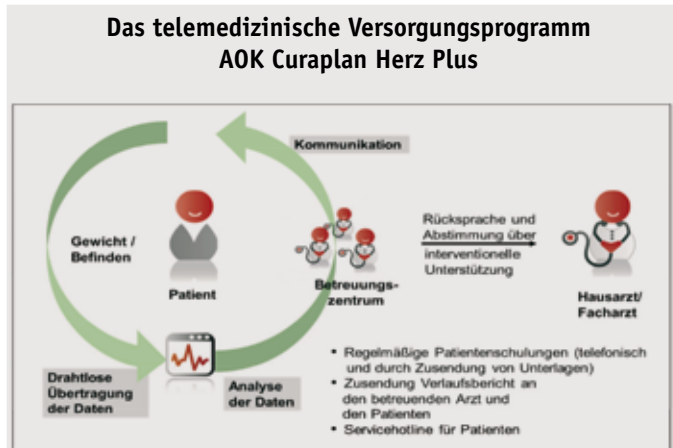 Das telemedizinische Versorgungsprogramm
AOK Curaplan Herz Plus
Kommunikation
Gewicht /
Befinden
Patient
Betreuungs-
zentrum
Rücksprache und
Abstimmung über
interventionelle
Unterstützung
Hausarzt/
Facharzt
Drahtlose
Übertragung
der Daten
Analyse
der Daten
▪ Regelmäßige Patientenschulungen (telefonisch
und durch Zusendung von Unterlagen)
▪ Zusendung Verlaufsbericht an
den betreuenden Arzt und
den Patienten
▪ Servicehotline für Patienten